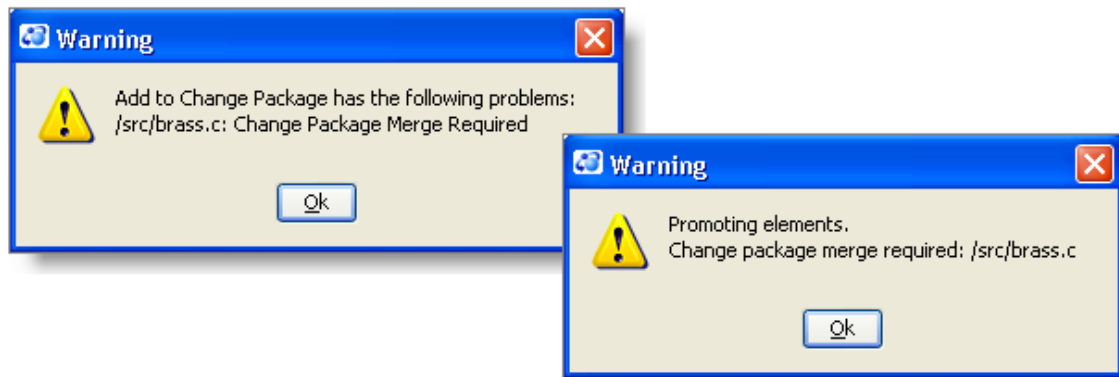 Warning
Add to Change Package has the following problems:
/src/brass.c: Change Package Merge Required
Ok
Warning
Promoting elements.
Change package merge required: /src/brass.c
Ok